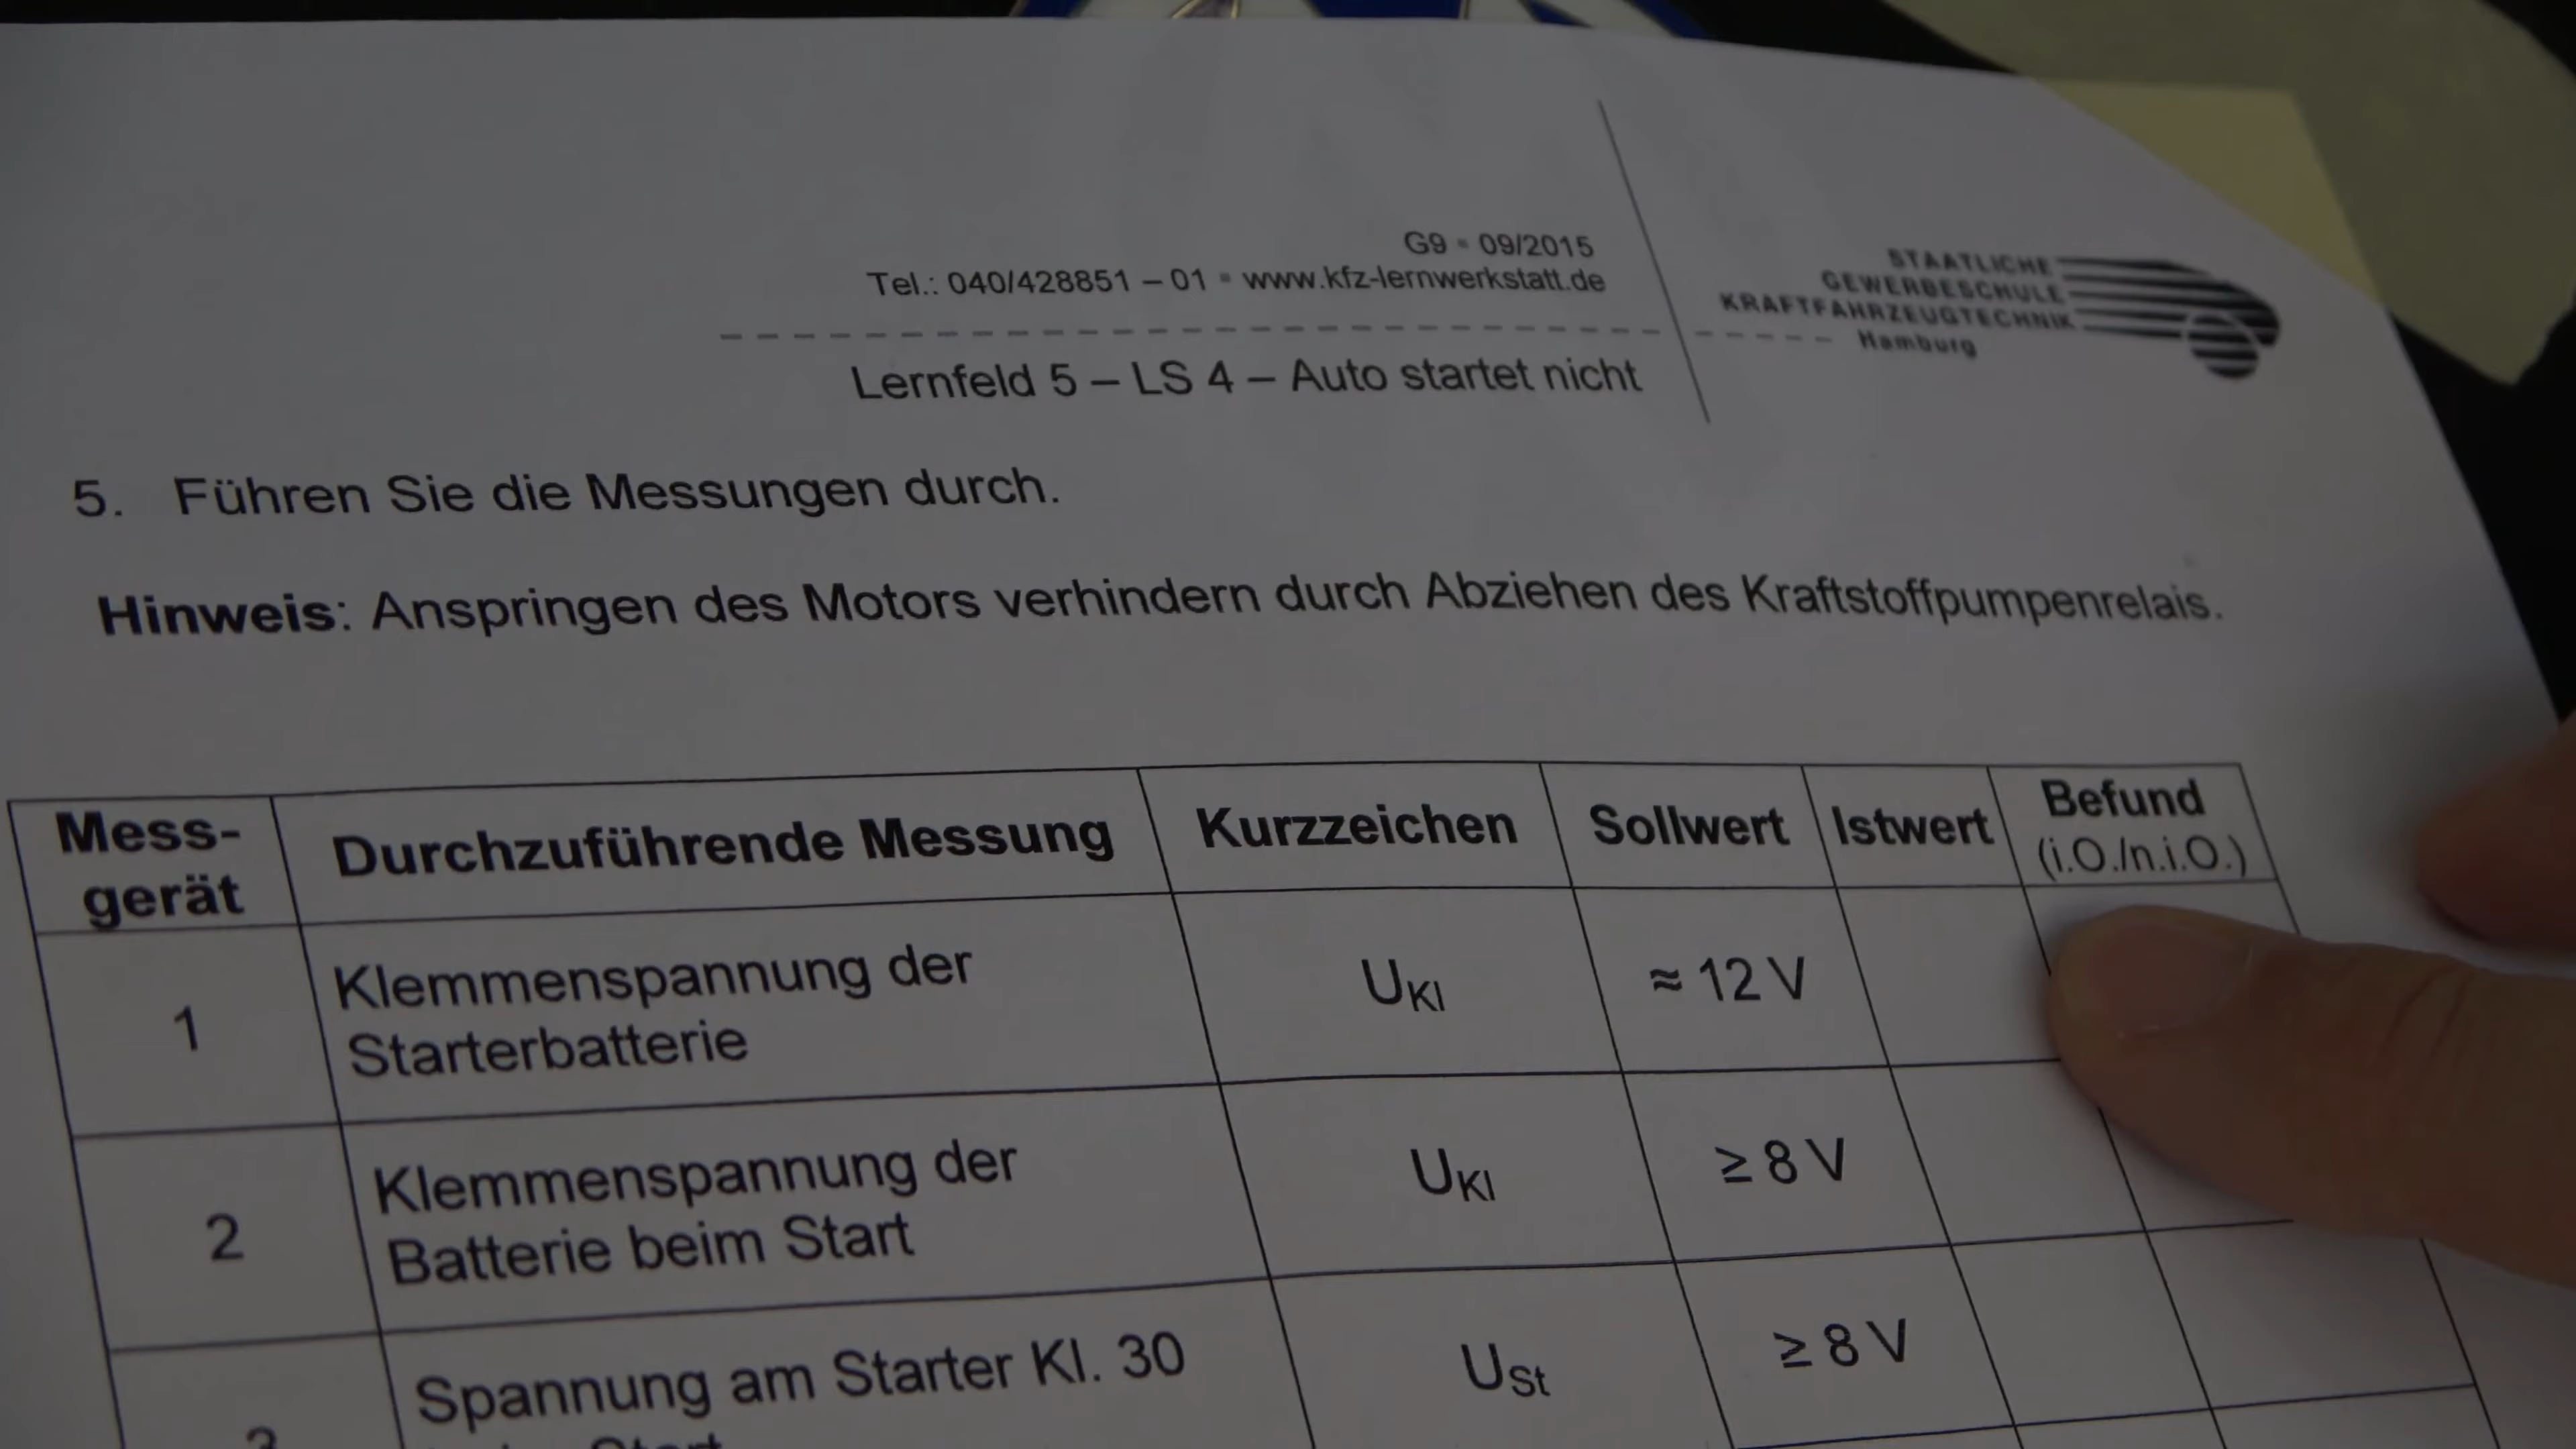 G9 ▪ 09/2015
Tel.: 040/428851 – 01 ▪ www.kfz-lernwerkstatt.de
STAATLICHE
GEWERBESCHULE
KRAFTFAHRZEUGTECHNIK
Hamburg
Lernfeld 5 – LS 4 – Auto startet nicht
5. Führen Sie die Messungen durch.
Hinweis: Anspringen des Motors verhindern durch Abziehen des Kraftstoffpumpenrelais.
Mess-
gerät
Durchzuführende Messung
Kurzzeichen
Sollwert
Istwert
Befund
(i.O./n.i.O.)
1
Klemmenspannung der
Starterbatterie
UKl
≈ 12 V
2
Klemmenspannung der
Batterie beim Start
UKl
≥ 8 V
3
Spannung am Starter Kl. 30
USt
≥ 8 V